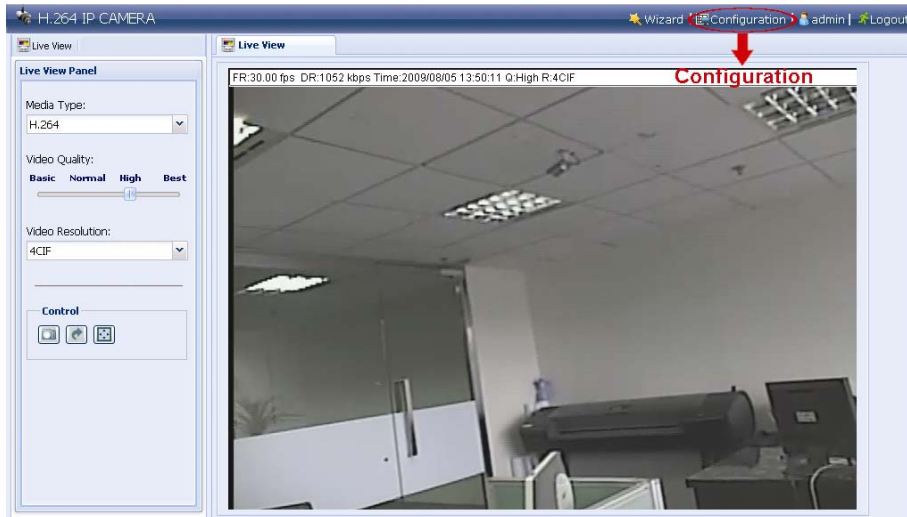 H.264 IP CAMERA
Wizard | Configuration | admin | Logout
Live View
Live View
Configuration
Live View Panel
FR:30.00 fps DR:1052 kbps Time:2009/08/05 13:50:11 Q:High R:4CIF
Media Type:
H.264
Video Quality:
Basic Normal High Best
Video Resolution:
4CIF
Control